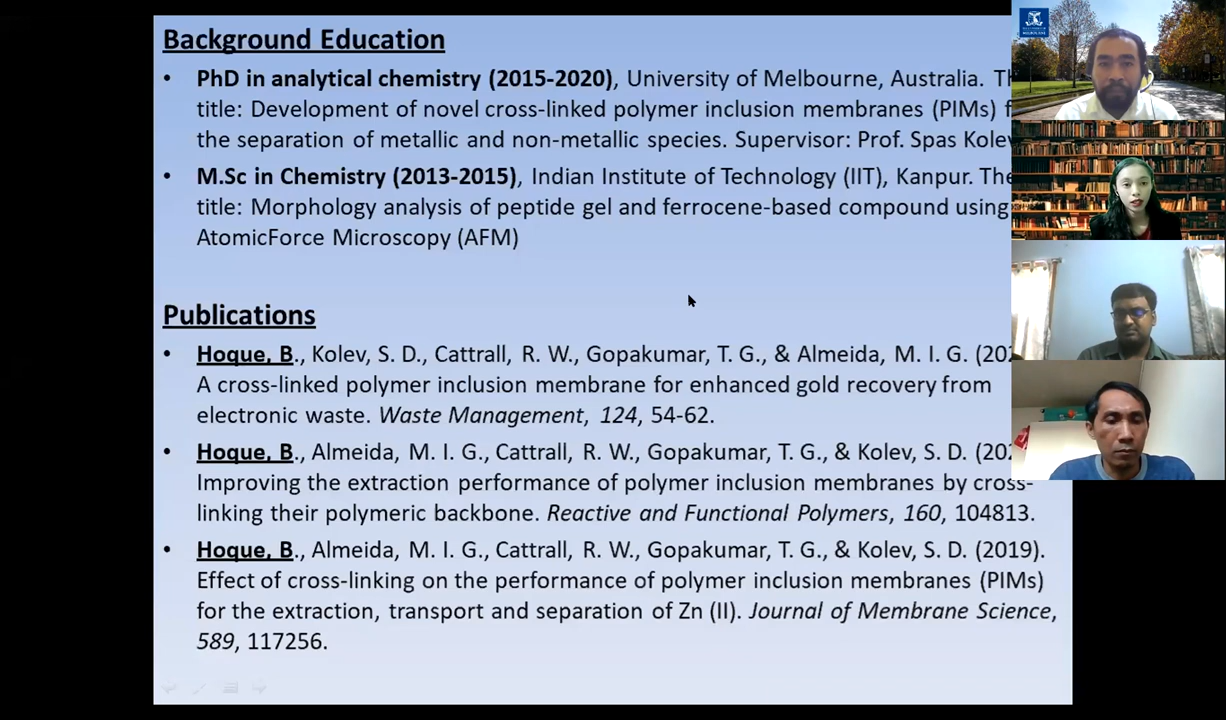 Background Education
• PhD in analytical chemistry (2015-2020), University of Melbourne, Australia.
title: Development of novel cross-linked polymer inclusion membranes (PIMs)
the separation of metallic and non-metallic species. Supervisor: Prof. Spas Kolev
• M.Sc in Chemistry (2013-2015), Indian Institute of Technology (IIT), Kanpur.
title: Morphology analysis of peptide gel and ferrocene-based compound using
AtomicForce Microscopy (AFM)
Publications
• Hoque, B., Kolev, S. D., Cattrall, R. W., Gopakumar, T. G., & Almeida, M. I. G.
A cross-linked polymer inclusion membrane for enhanced gold recovery from
electronic waste. Waste Management, 124, 54-62.
• Hoque, B., Almeida, M. I. G., Cattrall, R. W., Gopakumar, T. G., & Kolev, S. D.
Improving the extraction performance of polymer inclusion membranes by cross-
linking their polymeric backbone. Reactive and Functional Polymers, 160, 104813.
• Hoque, B., Almeida, M. I. G., Cattrall, R. W., Gopakumar, T. G., & Kolev, S. D. (2019).
Effect of cross-linking on the performance of polymer inclusion membranes (PIMs)
for the extraction, transport and separation of Zn (II). Journal of Membrane Science,
589, 117256.
MELBOURNE